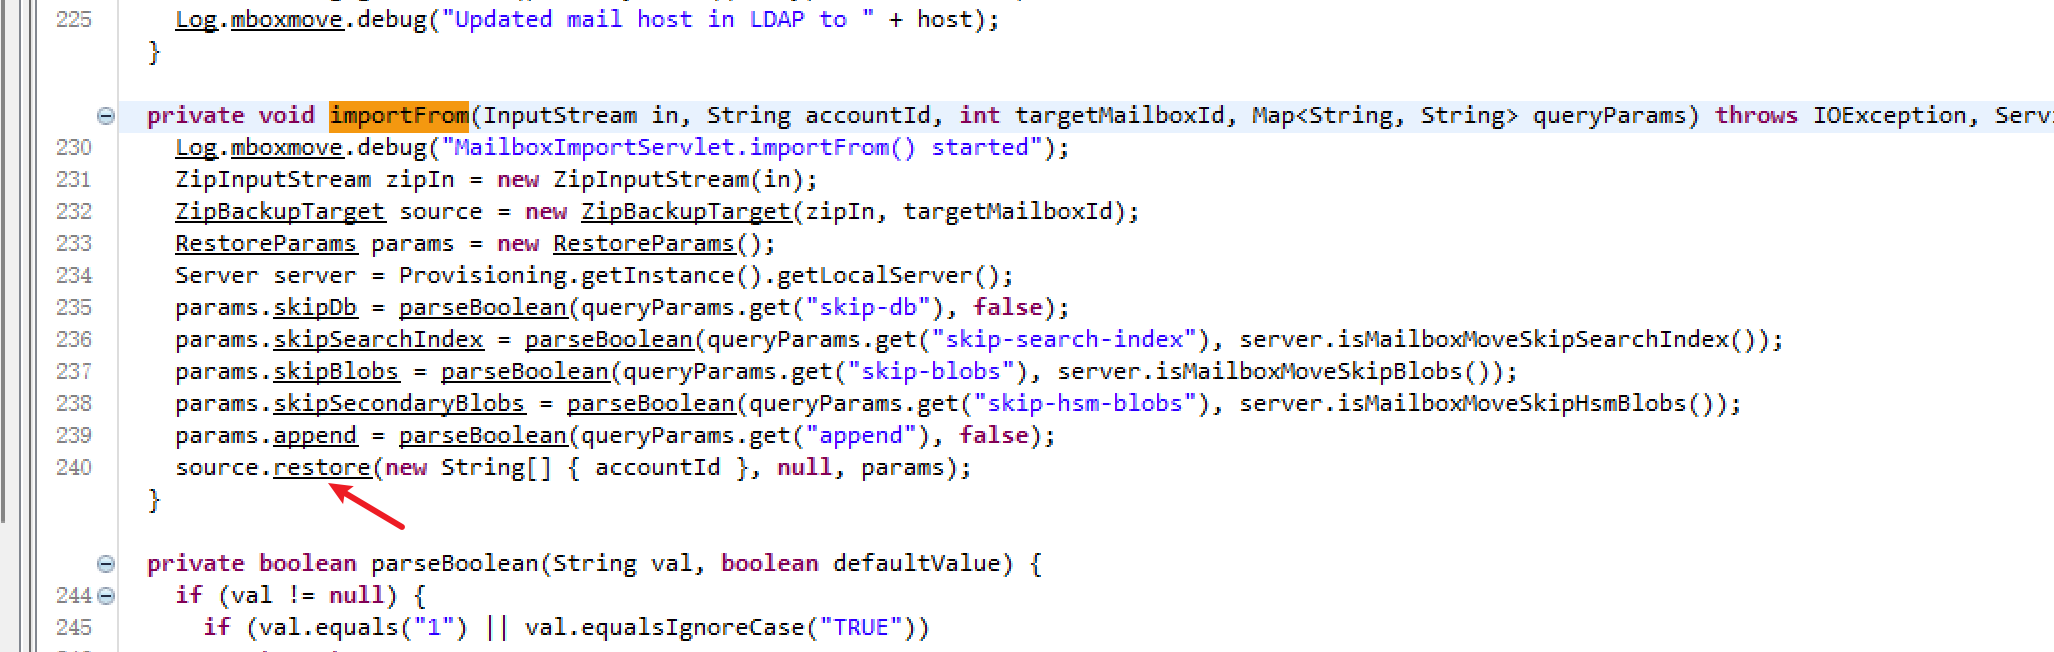 225 Log.mboxmove.debug("Updated mail host in LDAP to " + host);
}
private void importFrom(InputStream in, String accountId, int targetMailboxId, Map<String, String> queryParams) throws IOException, Servi
230 Log.mboxmove.debug("MailboxImportServlet.importFrom() started");
231 ZipInputStream zipIn = new ZipInputStream(in);
232 ZipBackupTarget source = new ZipBackupTarget(zipIn, targetMailboxId);
233 RestoreParams params = new RestoreParams();
234 Server server = Provisioning.getInstance().getLocalServer();
235 params.skipDb = parseBoolean(queryParams.get("skip-db"), false);
236 params.skipSearchIndex = parseBoolean(queryParams.get("skip-search-index"), server.isMailboxMoveSkipSearchIndex());
237 params.skipBlobs = parseBoolean(queryParams.get("skip-blobs"), server.isMailboxMoveSkipBlobs());
238 params.skipSecondaryBlobs = parseBoolean(queryParams.get("skip-hsm-blobs"), server.isMailboxMoveSkipHsmBlobs());
239 params.append = parseBoolean(queryParams.get("append"), false);
240 source.restore(new String[] { accountId }, null, params);
}
private boolean parseBoolean(String val, boolean defaultValue) {
244 if (val != null) {
245 if (val.equals("1") || val.equalsIgnoreCase("TRUE"))